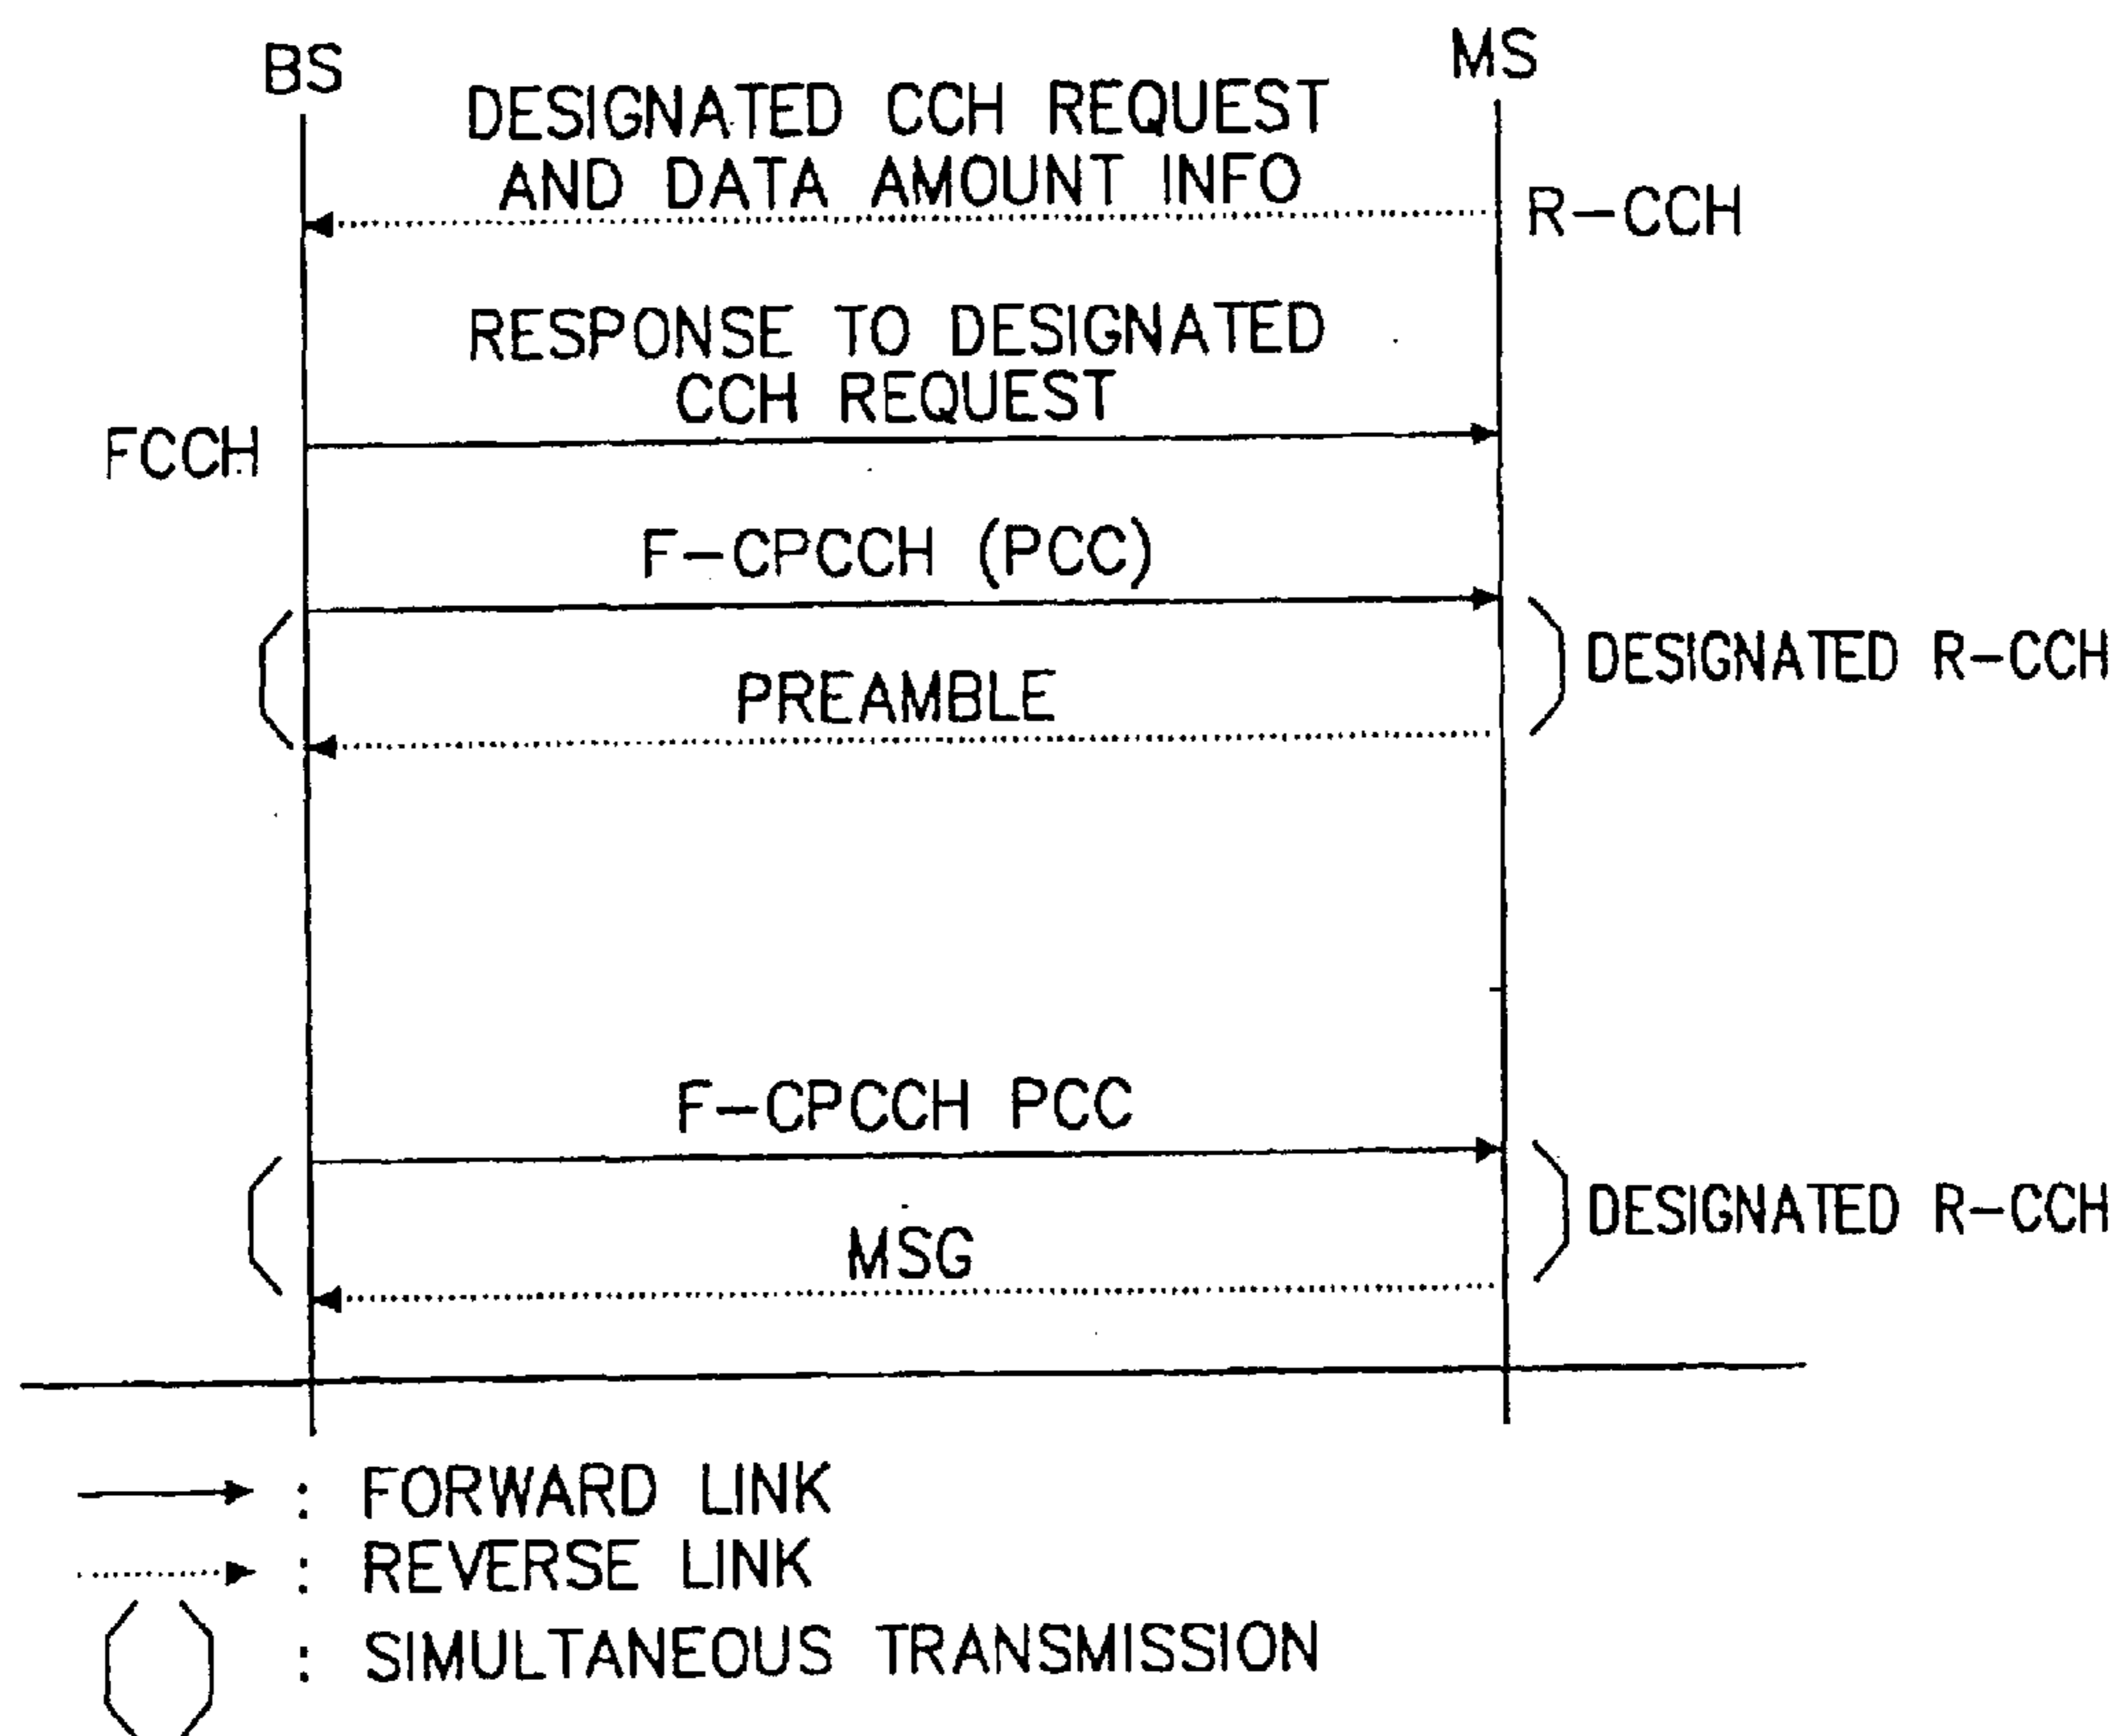 BS
MS
DESIGNATED CCH REQUEST
AND DATA AMOUNT INFO
R-CCH
RESPONSE TO DESIGNATED
CCH REQUEST
FCCH
F-CPCCH (PCC)
DESIGNATED R-CCH
PREAMBLE
F-CPCCH PCC
DESIGNATED R-CCH
MSG
: FORWARD LINK
: REVERSE LINK
: SIMULTANEOUS TRANSMISSION